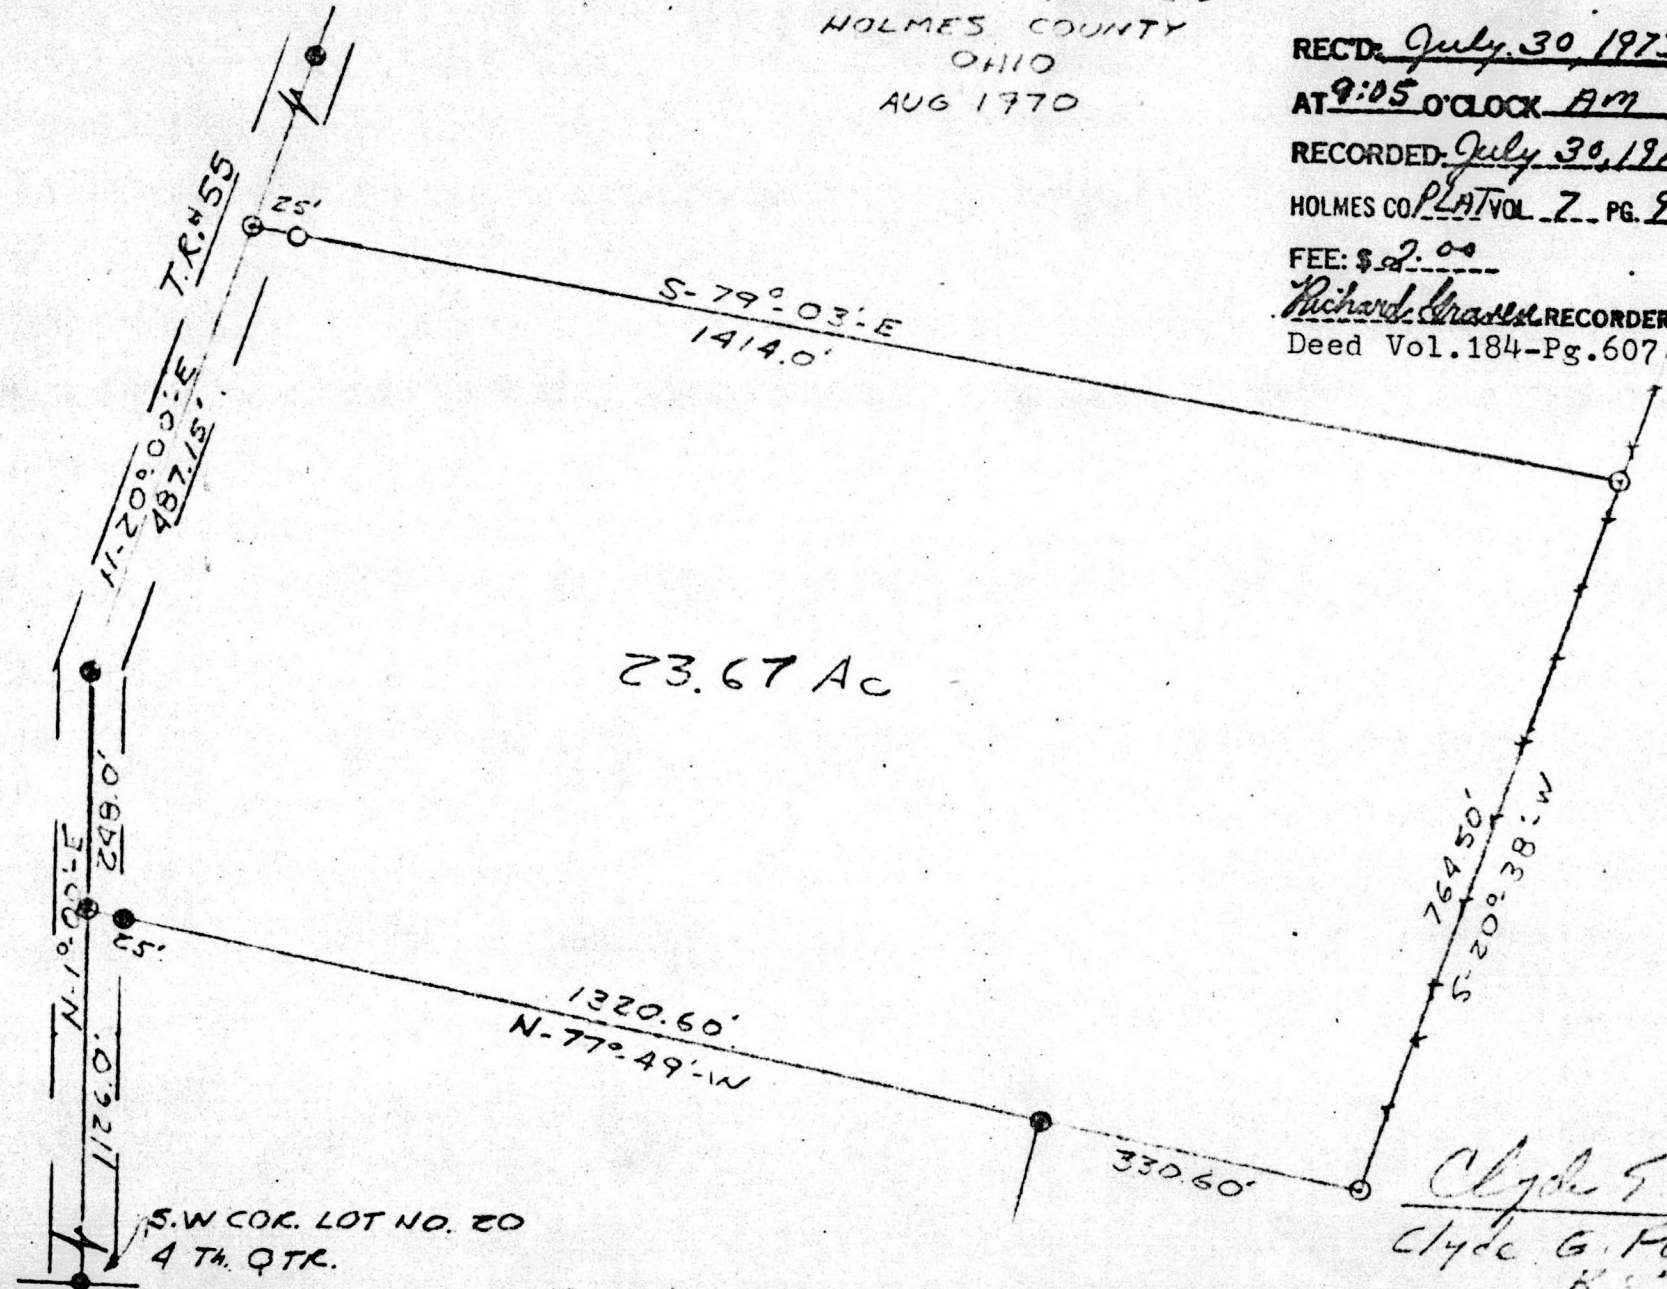 HOLMES COUNTY
OHIO
AUG 1970
REC'D: July 30, 197
AT 9:05 O'CLOCK AM
RECORDED: July 30, 19
HOLMES CO. PLAT VOL 7 PG. 9
FEE: $ 2.00
Richard RECORDER
Deed Vol.184-Pg.607
T.R.#55
25'
S-79°-03'-E
1414.0'
N-20°-00'-E
487.15'
23.67 Ac
764.50'
S-20°-38'-W
248.0'
N-1°-00'-E
25'
1320.60'
N-77°-49'-W
330.60'
1126.0'
S.W COR. LOT NO. 20
4 TH. QTR.
Clyde
Clyde G.